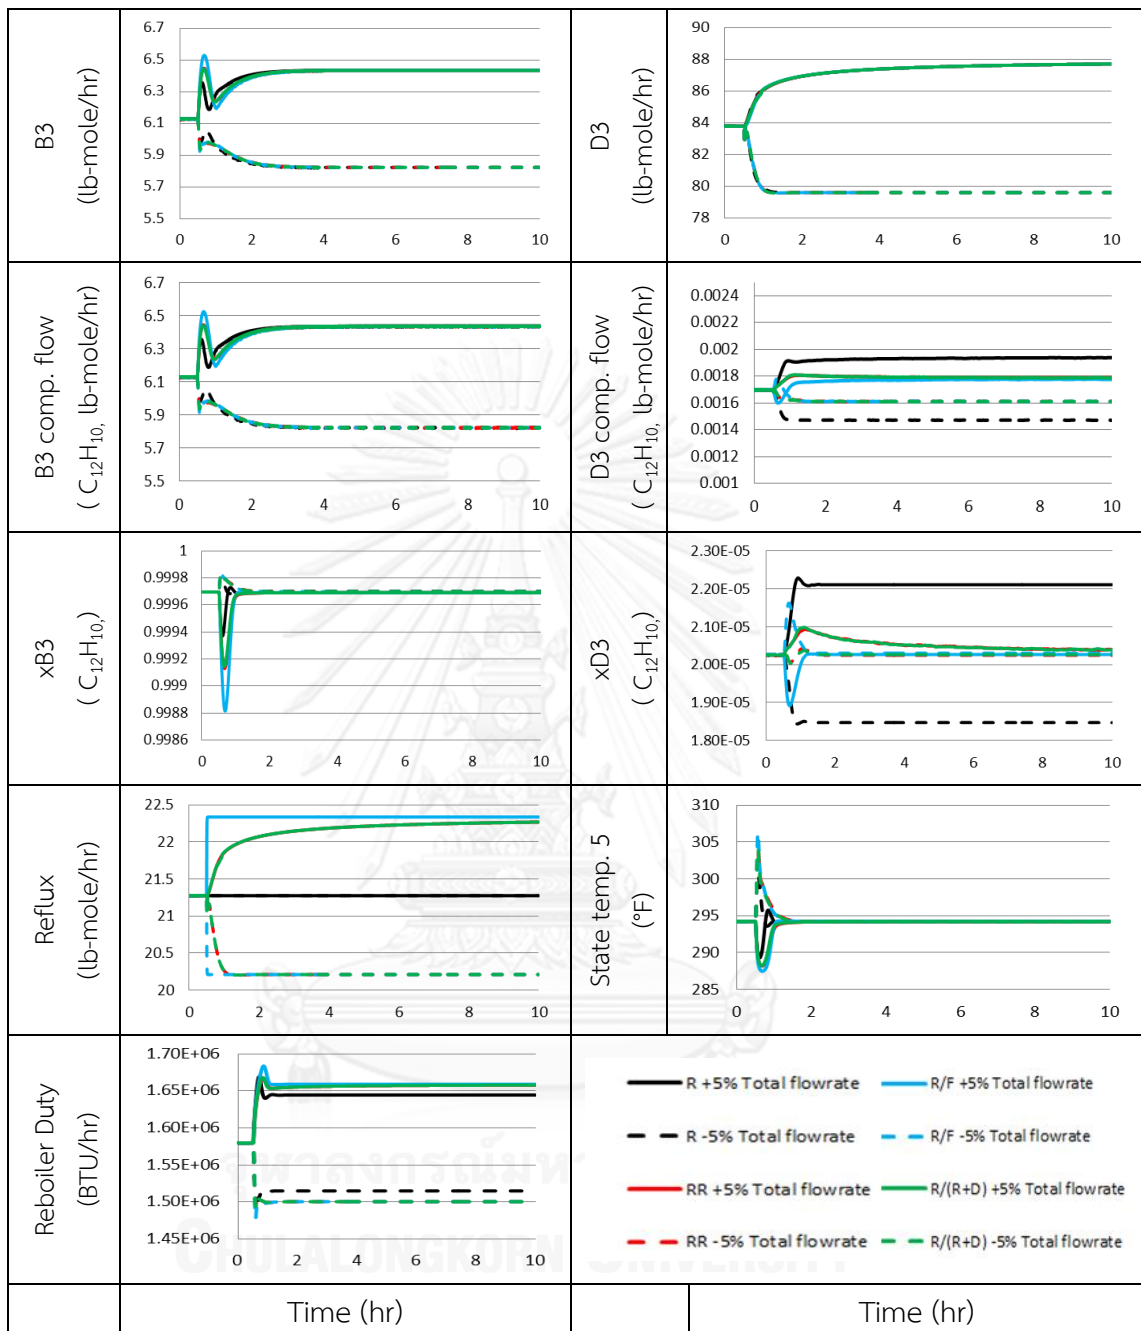 B3
(lb-mole/hr)
6.7
6.5
6.3
6.1
5.9
5.7
5.5
0 2 4 6 8 10
D3
(lb-mole/hr)
90
88
86
84
82
80
78
0 2 4 6 8 10
B3 comp. flow
( C12H10, lb-mole/hr)
6.7
6.5
6.3
6.1
5.9
5.7
5.5
0 2 4 6 8 10
D3 comp. flow
( C12H10, lb-mole/hr)
0.0024
0.0022
0.002
0.0018
0.0016
0.0014
0.0012
0.001
0 2 4 6 8 10
xB3
( C12H10,)
1
0.9998
0.9996
0.9994
0.9992
0.999
0.9988
0.9986
0 2 4 6 8 10
xD3
( C12H10,)
2.30E-05
2.20E-05
2.10E-05
2.00E-05
1.90E-05
1.80E-05
0 2 4 6 8 10
Reflux
(lb-mole/hr)
22.5
22
21.5
21
20.5
20
0 2 4 6 8 10
State temp. 5
(°F)
310
305
300
295
290
285
0 2 4 6 8 10
Reboiler Duty
(BTU/hr)
1.70E+06
1.65E+06
1.60E+06
1.55E+06
1.50E+06
1.45E+06
0 2 4 6 8 10
R +5% Total flowrate
R/F +5% Total flowrate
R -5% Total flowrate
R/F -5% Total flowrate
RR +5% Total flowrate
R/(R+D) +5% Total flowrate
RR -5% Total flowrate
R/(R+D) -5% Total flowrate
CHULALONGKORN UNIVERSITY
Time (hr)
Time (hr)